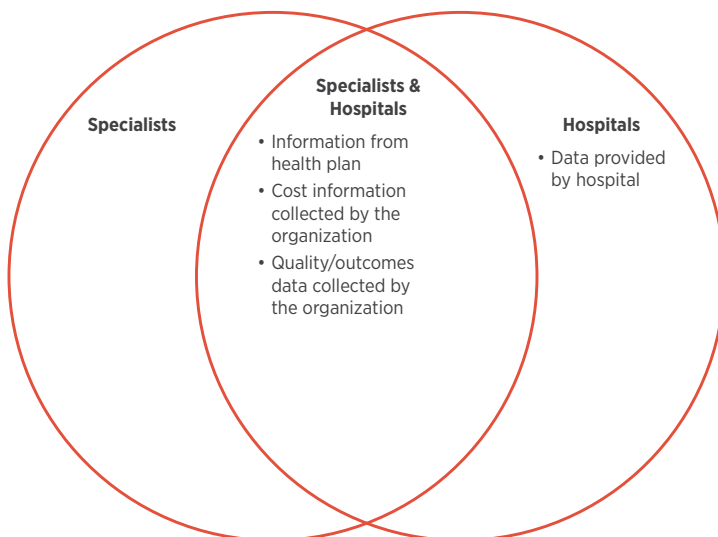 Specialists
Specialists &
Hospitals
• Information from
health plan
• Cost information
collected by the
organization
• Quality/outcomes
data collected by
the organization
Hospitals
• Data provided
by hospital